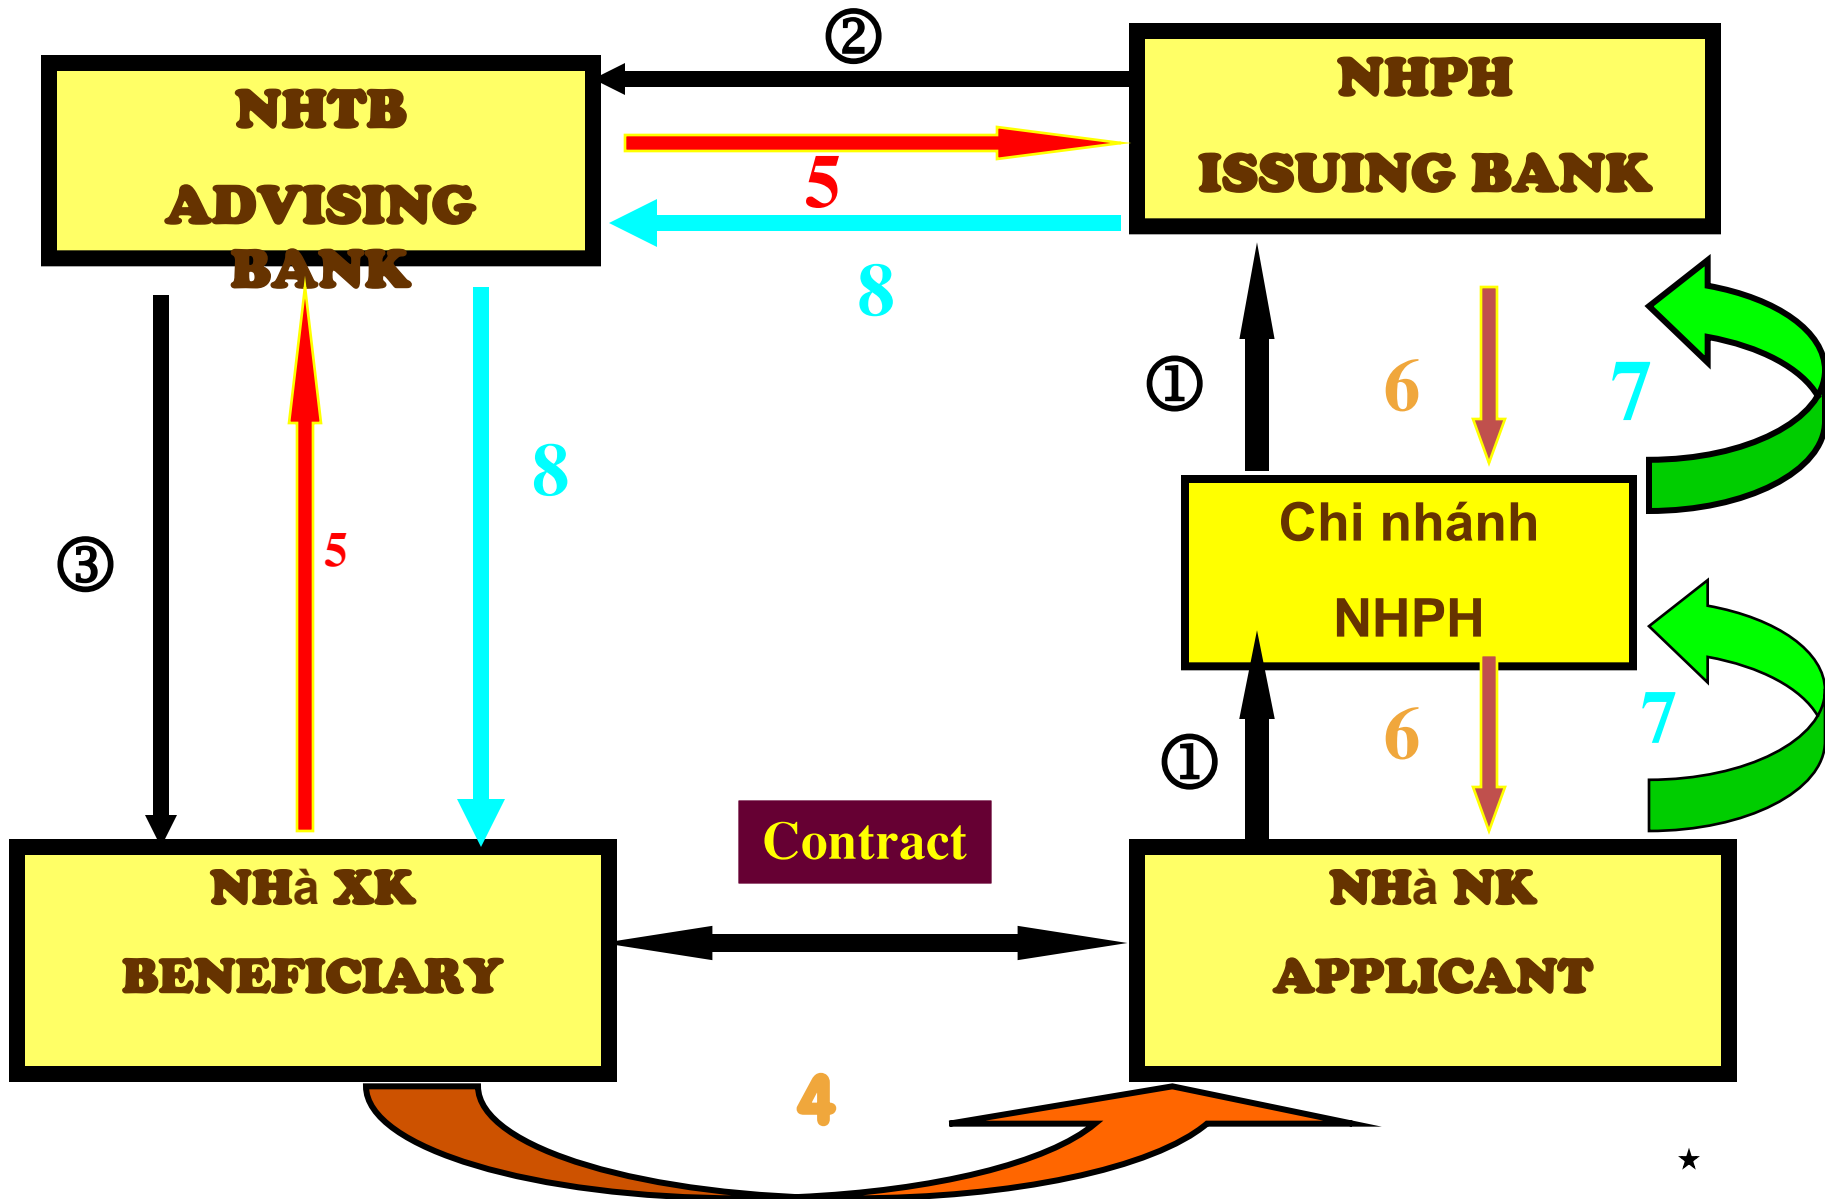 ②
NHTB
ADVISING
BANK
NHPH
ISSUING BANK
5
8
①
6
7
8
③
5
Chi nhánh
NHPH
①
6
7
Contract
NHà XK
BENEFICIARY
NHà NK
APPLICANT
4